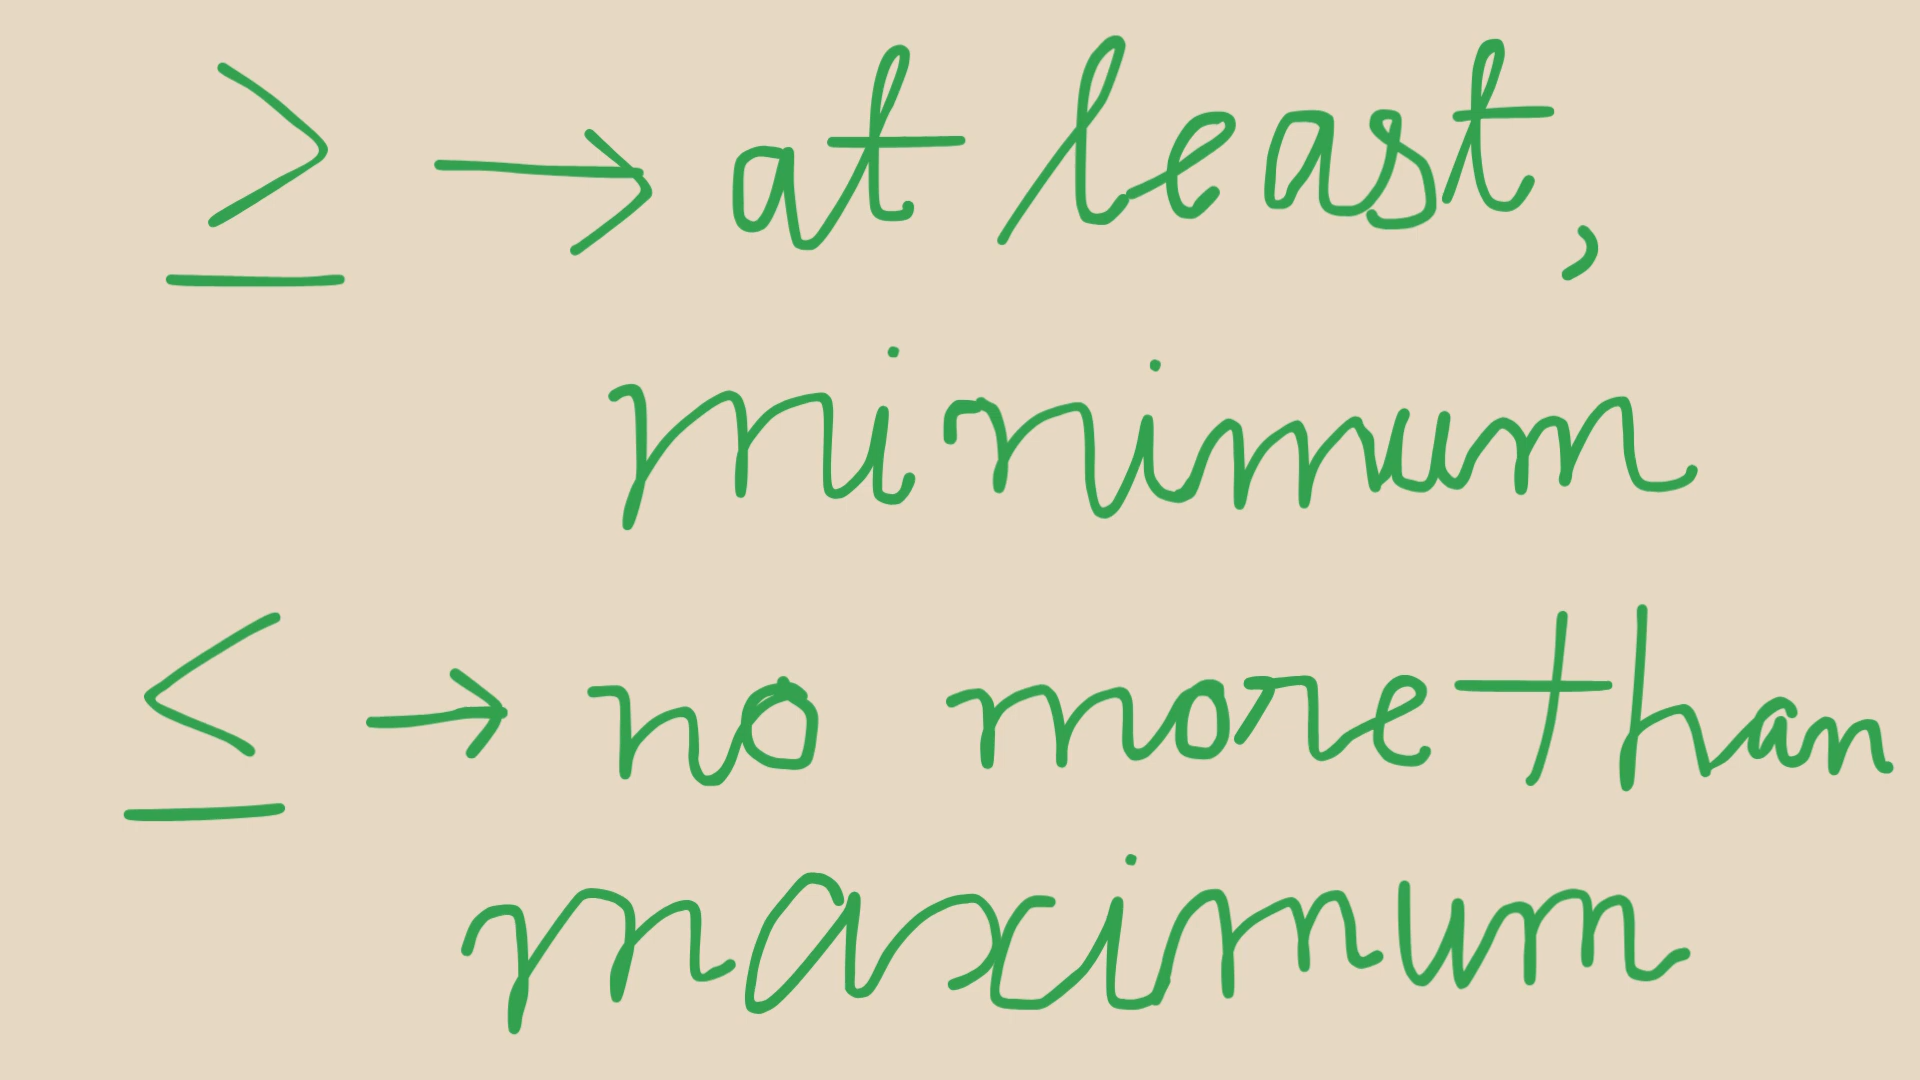 ≥ → at least,
minimum
≤ → no more than
maximum